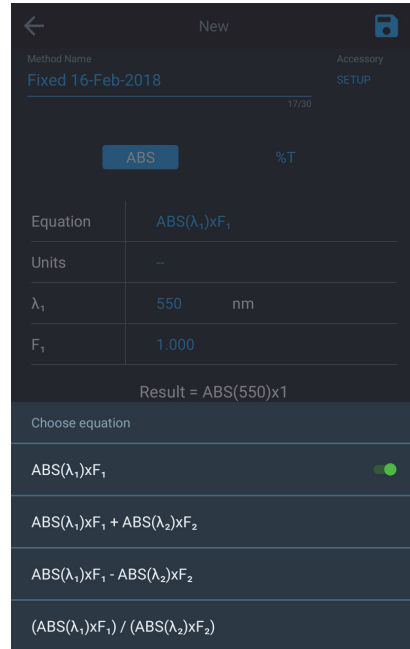 New
Method Name
Accessory
Fixed 16-Feb-2018
SETUP
17/30
ABS
%T
Equation ABS(λ₁)xF₁
Units --
λ₁ 550 nm
F₁ 1.000
Result = ABS(550)x1
Choose equation
ABS(λ₁)xF₁
ABS(λ₁)xF₁ + ABS(λ₂)xF₂
ABS(λ₁)xF₁ - ABS(λ₂)xF₂
(ABS(λ₁)xF₁) / (ABS(λ₂)xF₂)